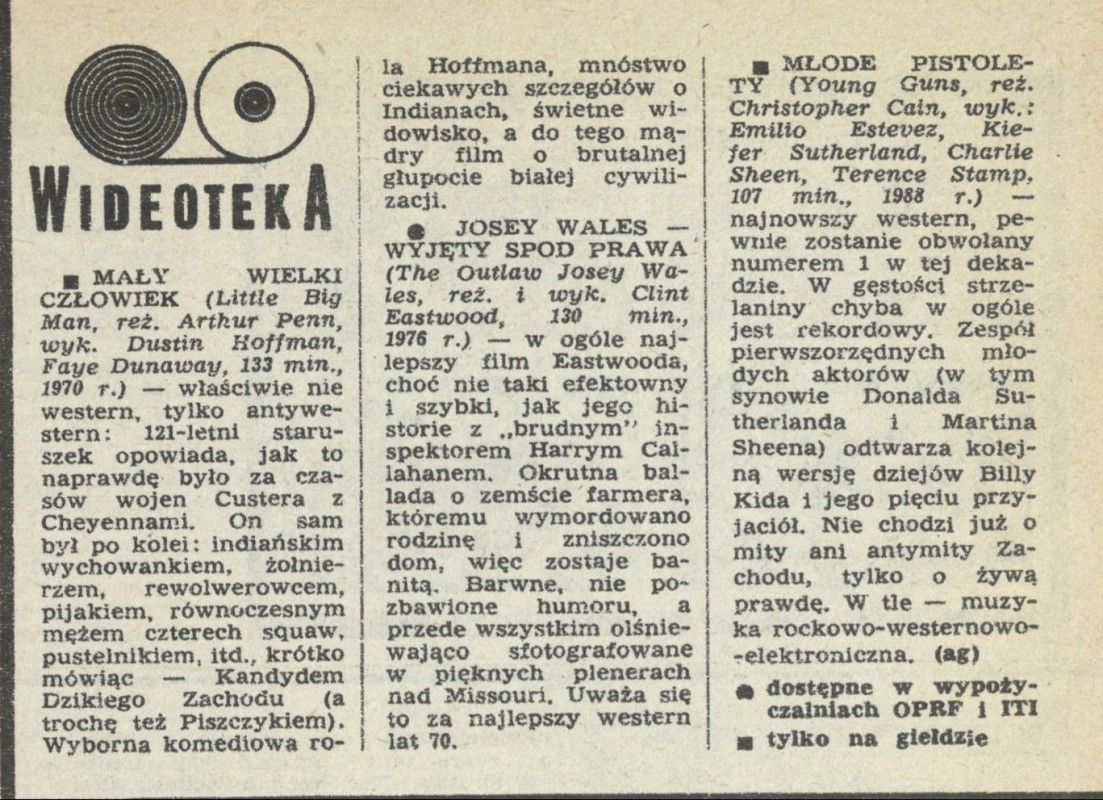 WIDEOTEKA
■ MAŁY WIELKI
CZŁOWIEK (Little Big
Man, reż. Arthur Penn,
wyk. Dustin Hoffman,
Faye Dunaway, 133 min.,
1970 r.) — właściwie nie
western, tylko antywe-
stern: 121-letni staru-
szek opowiada, jak to
naprawdę było za cza-
sów wojen Custera z
Cheyennami. On sam
był po kolei: indiańskim
wychowankiem, żołnie-
rzem, rewolwerowcem,
pijakiem, równoczesnym
mężem czterech squaw,
pustelnikiem, itd., krótko
mówiąc — Kandydem
Dzikiego Zachodu (a
trochę też Piszczykiem).
Wyborna komediowa ro-
la Hoffmana, mnóstwo
ciekawych szczegółów o
Indianach, świetne wi-
dowisko, a do tego mą-
dry film o brutalnej
głupocie białej cywili-
zacji.
● JOSEY WALES —
WYJĘTY SPOD PRAWA
(The Outlaw Josey Wa-
les, reż. i wyk. Clint
Eastwood, 130 min.,
1976 r.) — w ogóle naj-
lepszy film Eastwooda,
choć nie taki efektowny
i szybki, jak jego hi-
storie z „brudnym” in-
spektorem Harrym Cal-
lahanem. Okrutna bal-
lada o zemście farmera,
któremu wymordowano
rodzinę i zniszczono
dom, więc zostaje ba-
nitą. Barwne, nie po-
zbawione humoru, a
przede wszystkim olśnie-
wająco sfotografowane
w pięknych plenerach
nad Missouri. Uważa się
to za najlepszy western
lat 70.
■ MŁODE PISTOLE-
TY (Young Guns, reż.
Christopher Cain, wyk.:
Emilio Estevez, Kie-
fer Sutherland, Charlie
Sheen, Terence Stamp,
107 min., 1988 r.) —
najnowszy western, pe-
wnie zostanie obwołany
numerem 1 w tej deka-
dzie. W gęstości strze-
laniny chyba w ogóle
jest rekordowy. Zespół
pierwszorzędnych mło-
dych aktorów (w tym
synowie Donalda Su-
therlanda i Martina
Sheena) odtwarza kolej-
ną wersję dziejów Billy
Kida i jego pięciu przy-
jaciół. Nie chodzi już o
mity ani antymity Za-
chodu, tylko o żywą
prawdę. W tle — muzy-
ka rockowo-westernowo-
-elektroniczna. (ag)
● dostępne w wypoży-
czalniach OPRF i ITI
■ tylko na giełdzie